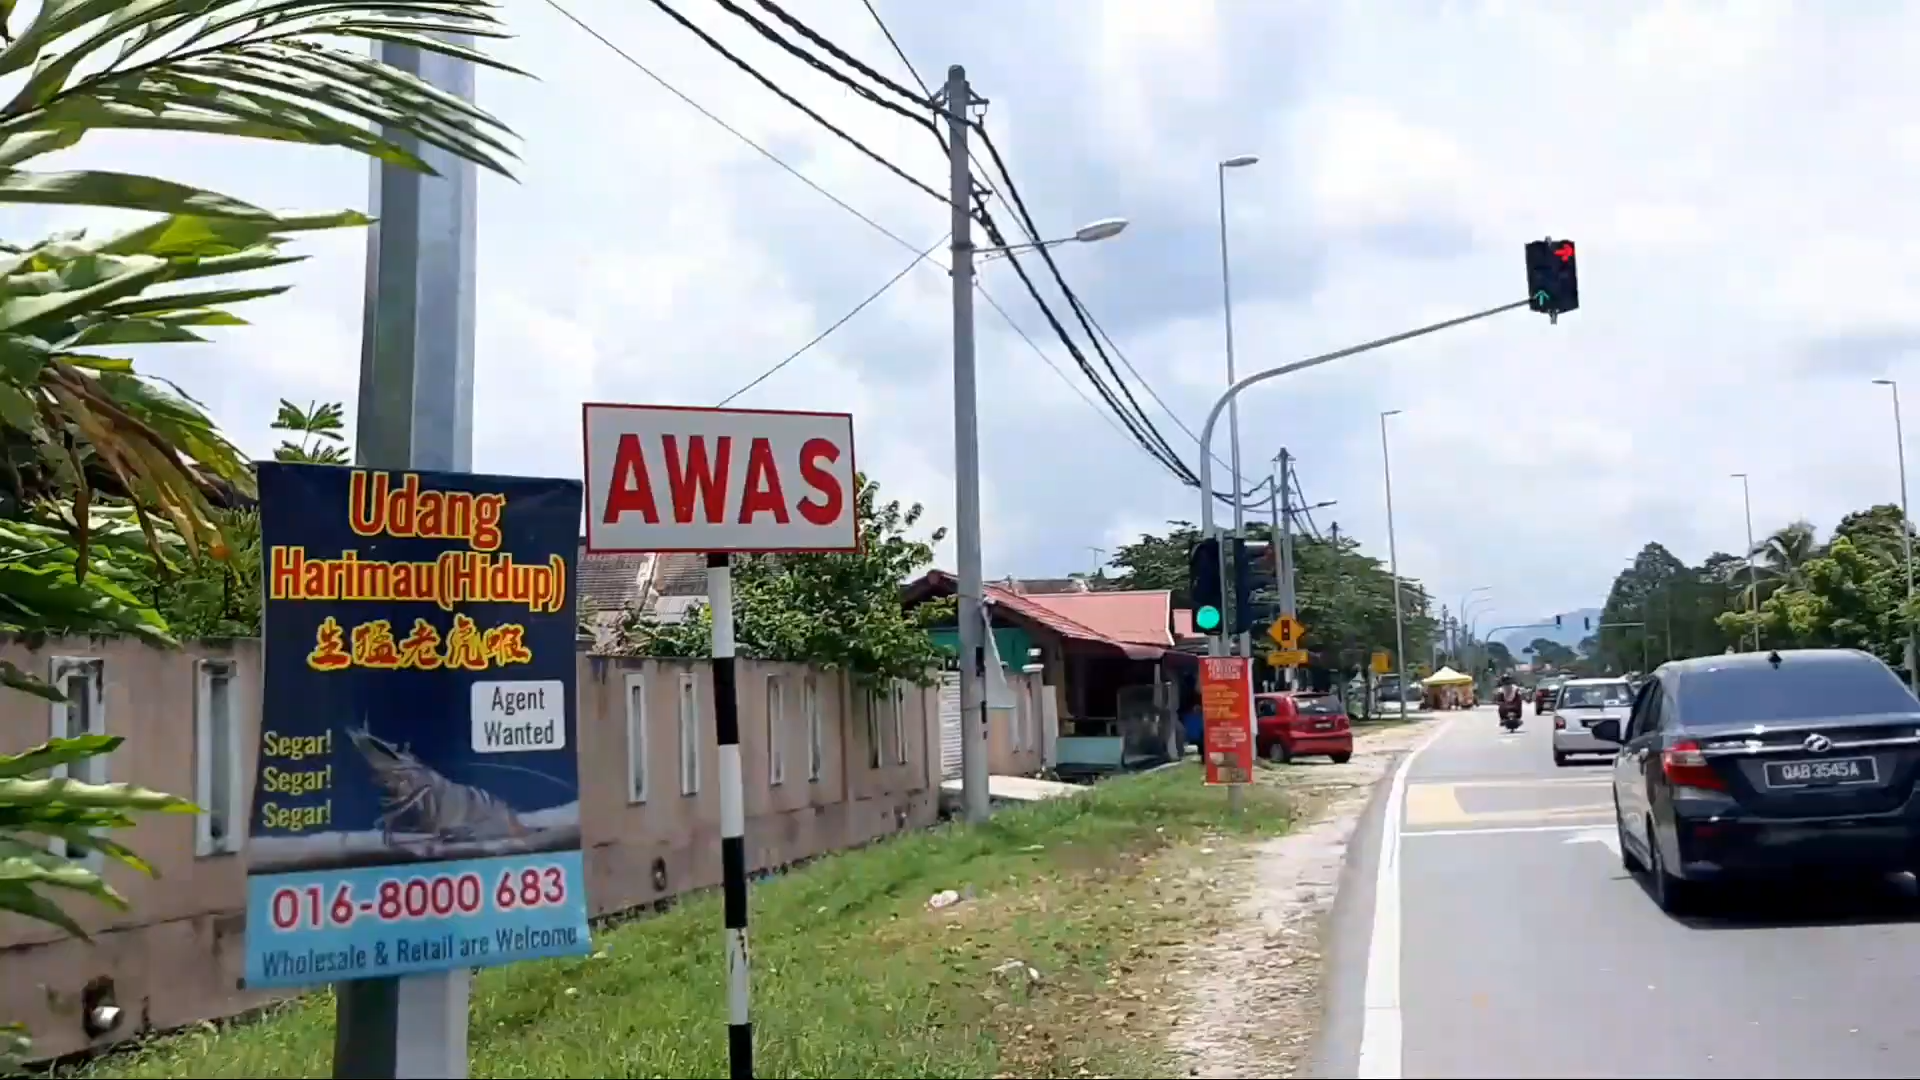 Udang
Harimau(Hidup)
生猛老虎虾
Agent
Wanted
Segar!
Segar!
Segar!
016-8000 683
Wholesale & Retail are Welcome
AWAS
QAB 3545A